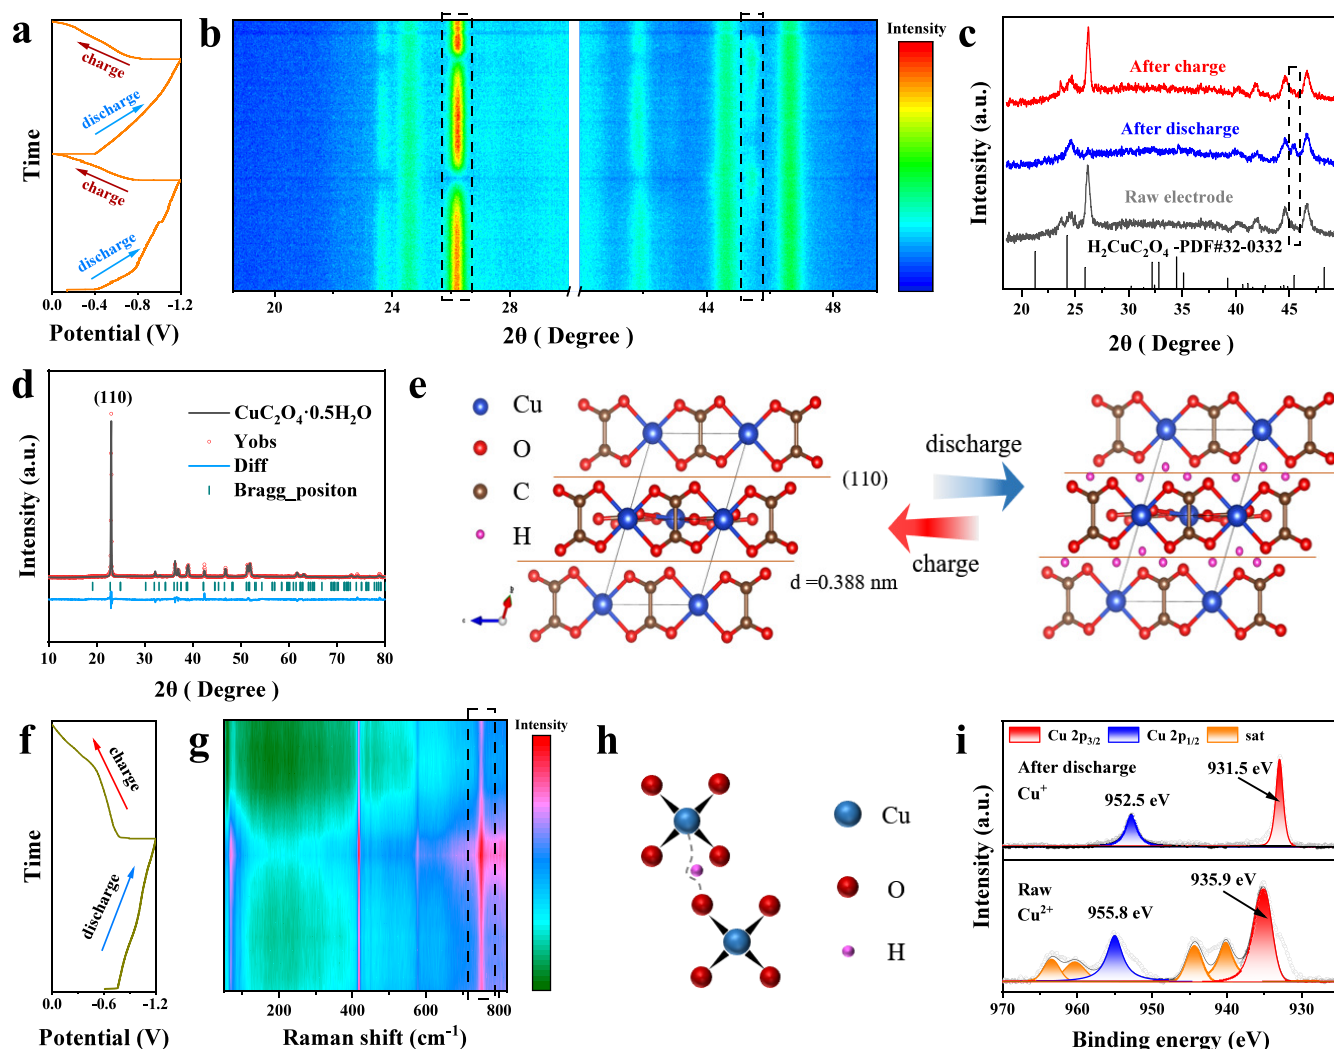 a
charge
discharge
charge
discharge
Time
0.0 -0.4 -0.8 -1.2
Potential (V)
b
Intensity
20 24 28 44 48
2θ ( Degree )
c
After charge
After discharge
Raw electrode
H₂CuC₂O₄ -PDF#32-0332
Intensity (a.u.)
20 25 30 35 40 45
2θ ( Degree )
d
(110)
CuC₂O₄·0.5H₂O
Yobs
Diff
Bragg_positon
Intensity (a.u.)
10 20 30 40 50 60 70 80
2θ ( Degree )
e
Cu
O
C
H
(110)
d =0.388 nm
discharge
charge
f
charge
discharge
Time
0.0 -0.6 -1.2
Potential (V)
g
Intensity
200 400 600 800
Raman shift (cm⁻¹)
h
Cu
O
H
i
Cu 2p₃/₂ Cu 2p₁/₂ sat
After discharge
Cu⁺
952.5 eV
931.5 eV
Raw
Cu²⁺
955.8 eV
935.9 eV
Intensity (a.u.)
970 960 950 940 930
Binding energy (eV)